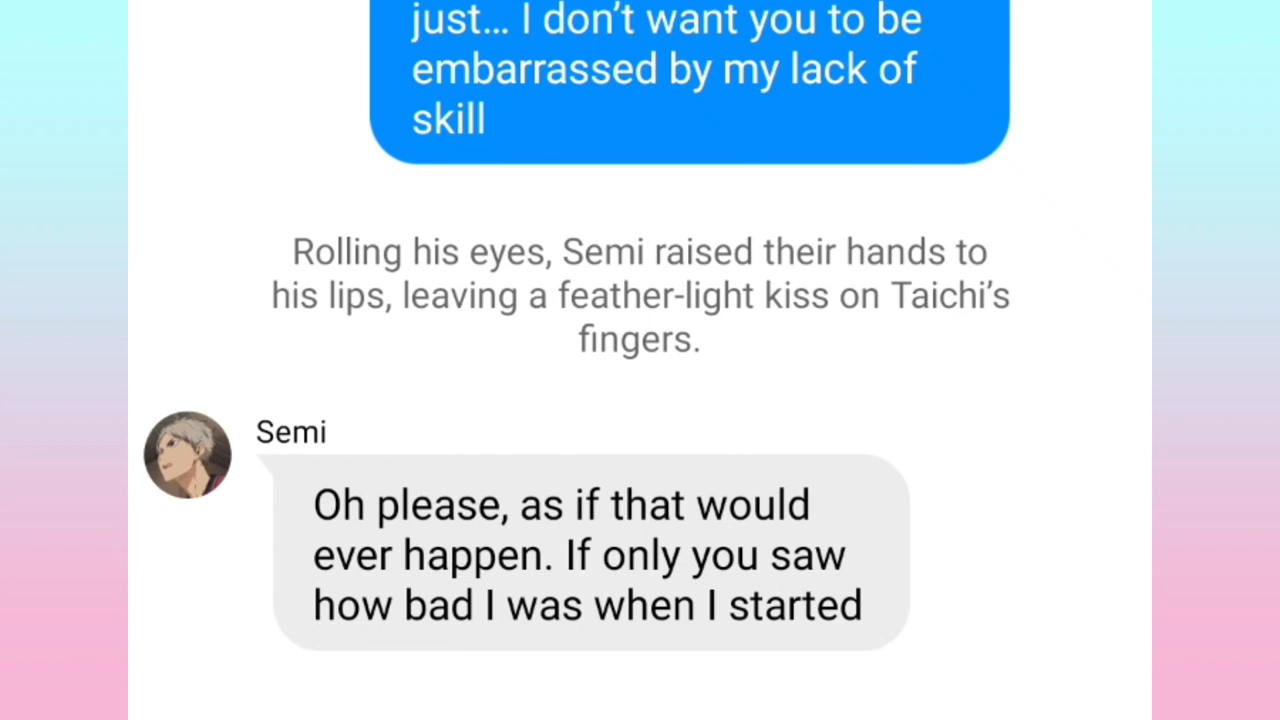 just… I don’t want you to be
embarrassed by my lack of
skill
Rolling his eyes, Semi raised their hands to
his lips, leaving a feather-light kiss on Taichi’s
fingers.
Semi
Oh please, as if that would
ever happen. If only you saw
how bad I was when I started